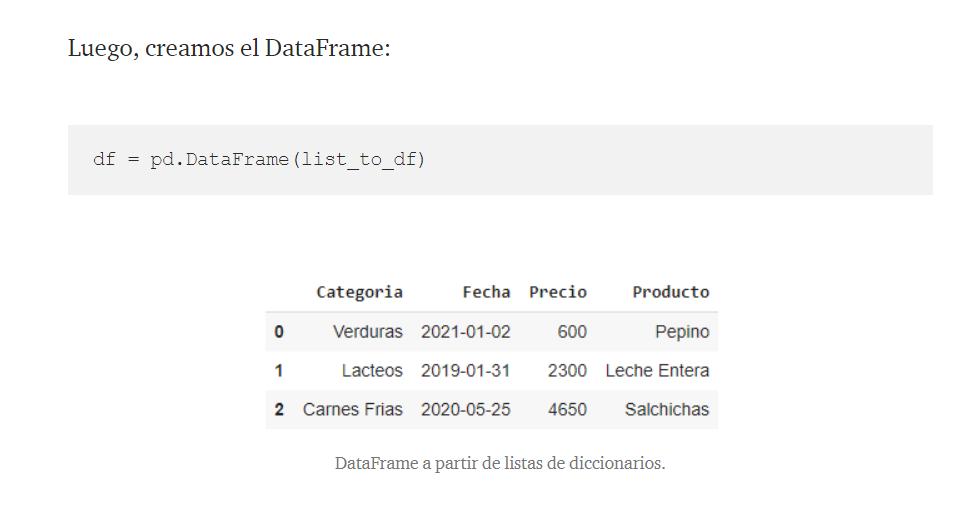 Luego, creamos el DataFrame:
df = pd.DataFrame(list_to_df)
Categoria Fecha Precio Producto
0 Verduras 2021-01-02 600 Pepino
1 Lacteos 2019-01-31 2300 Leche Entera
2 Carnes Frias 2020-05-25 4650 Salchichas
DataFrame a partir de listas de diccionarios.